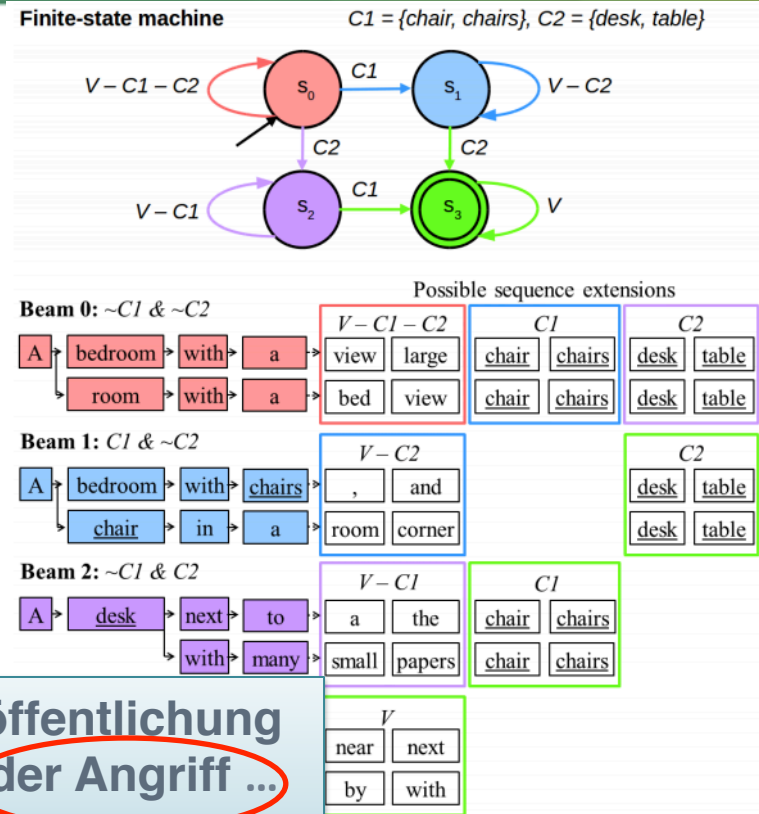 Finite-state machine C1 = {chair, chairs}, C2 = {desk, table}
V – C1 – C2 s0 C1 s1 V – C2
C2 C2
V – C1 s2 C1 s3 V
Possible sequence extensions
Beam 0: ~C1 & ~C2
V – C1 – C2 C1 C2
A bedroom with a view large chair chairs desk table
room with a bed view chair chairs desk table
Beam 1: C1 & ~C2
V – C2 C2
A bedroom with chairs , and desk table
chair in a room corner desk table
Beam 2: ~C1 & C2
V – C1 C1
A desk next to a the chair chairs
with many small papers chair chairs
V
near next
by with
öffentlichung
der Angriff ...